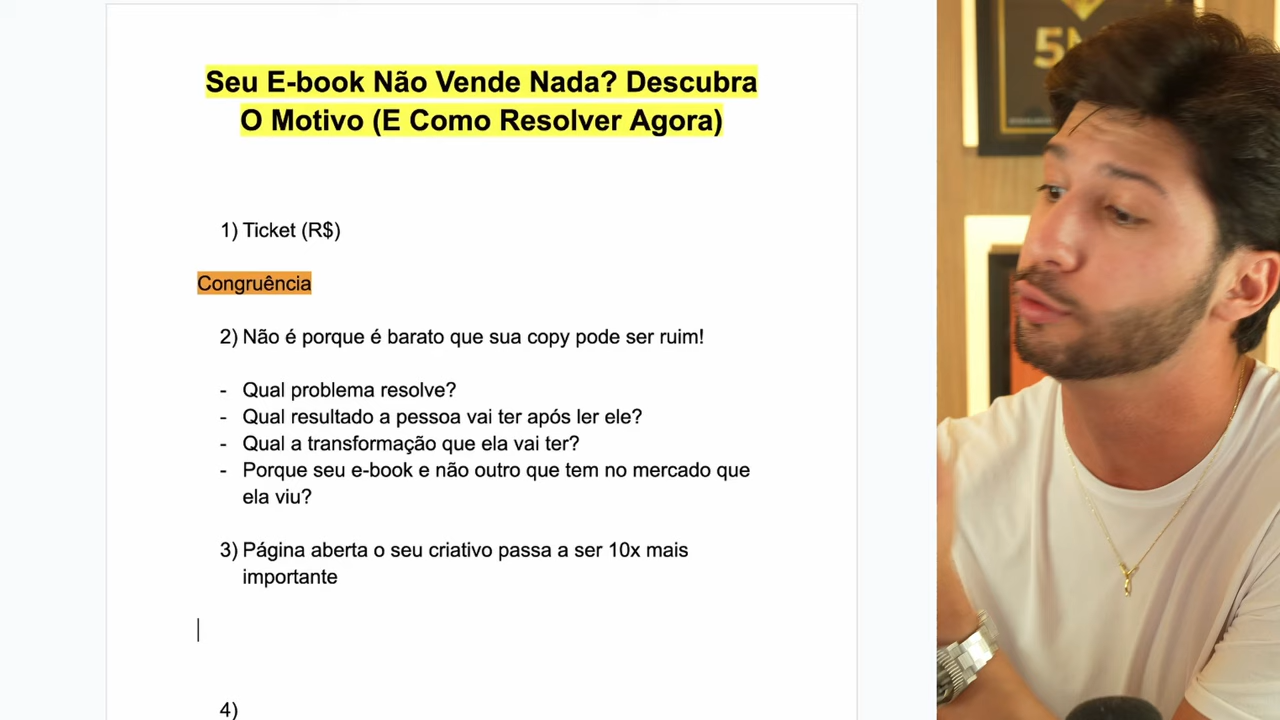 Seu E-book Não Vende Nada? Descubra
O Motivo (E Como Resolver Agora)
1) Ticket (R$)
Congruência
2) Não é porque é barato que sua copy pode ser ruim!
- Qual problema resolve?
- Qual resultado a pessoa vai ter após ler ele?
- Qual a transformação que ela vai ter?
- Porque seu e-book e não outro que tem no mercado que
ela viu?
3) Página aberta o seu criativo passa a ser 10x mais
importante
4)